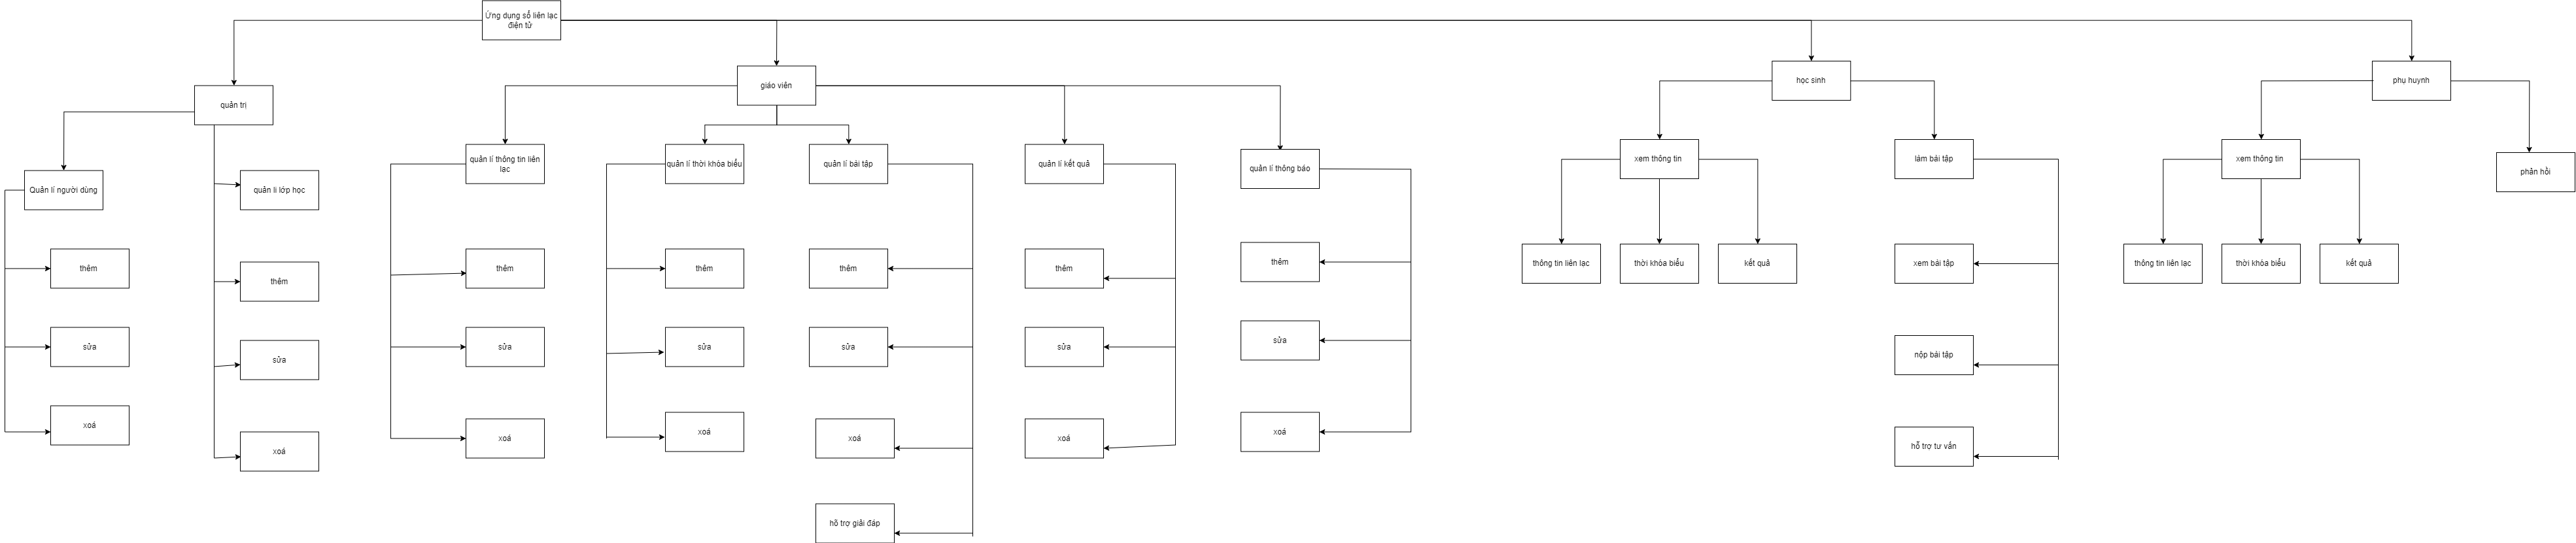 Ứng dụng sổ liên lạc
điện tử
quản trị
giáo viên
học sinh
phụ huynh
Quản lí người dùng
quản lí lớp học
quản lí thông tin liên
lạc
quản lí thời khóa biểu
quản lí bài tập
quản lí kết quả
quản lí thông báo
xem thông tin
làm bài tập
xem thông tin
phản hồi
thêm
sửa
xoá
thêm
sửa
xoá
thêm
sửa
xoá
thêm
sửa
xoá
thêm
sửa
xoá
hỗ trợ giải đáp
thêm
sửa
xoá
thêm
sửa
xoá
thông tin liên lạc
thời khóa biểu
kết quả
xem bài tập
nộp bài tập
hỗ trợ tư vấn
thông tin liên lạc
thời khóa biểu
kết quả